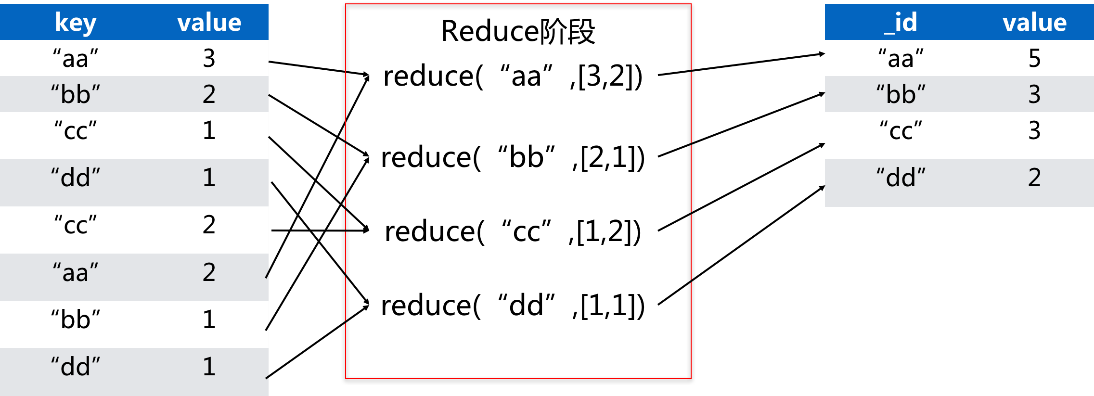 key value
“aa” 3
“bb” 2
“cc” 1
“dd” 1
“cc” 2
“aa” 2
“bb” 1
“dd” 1
Reduce阶段
reduce(“aa”,[3,2])
reduce(“bb”,[2,1])
reduce(“cc”,[1,2])
reduce(“dd”,[1,1])
_id value
“aa” 5
“bb” 3
“cc” 3
“dd” 2